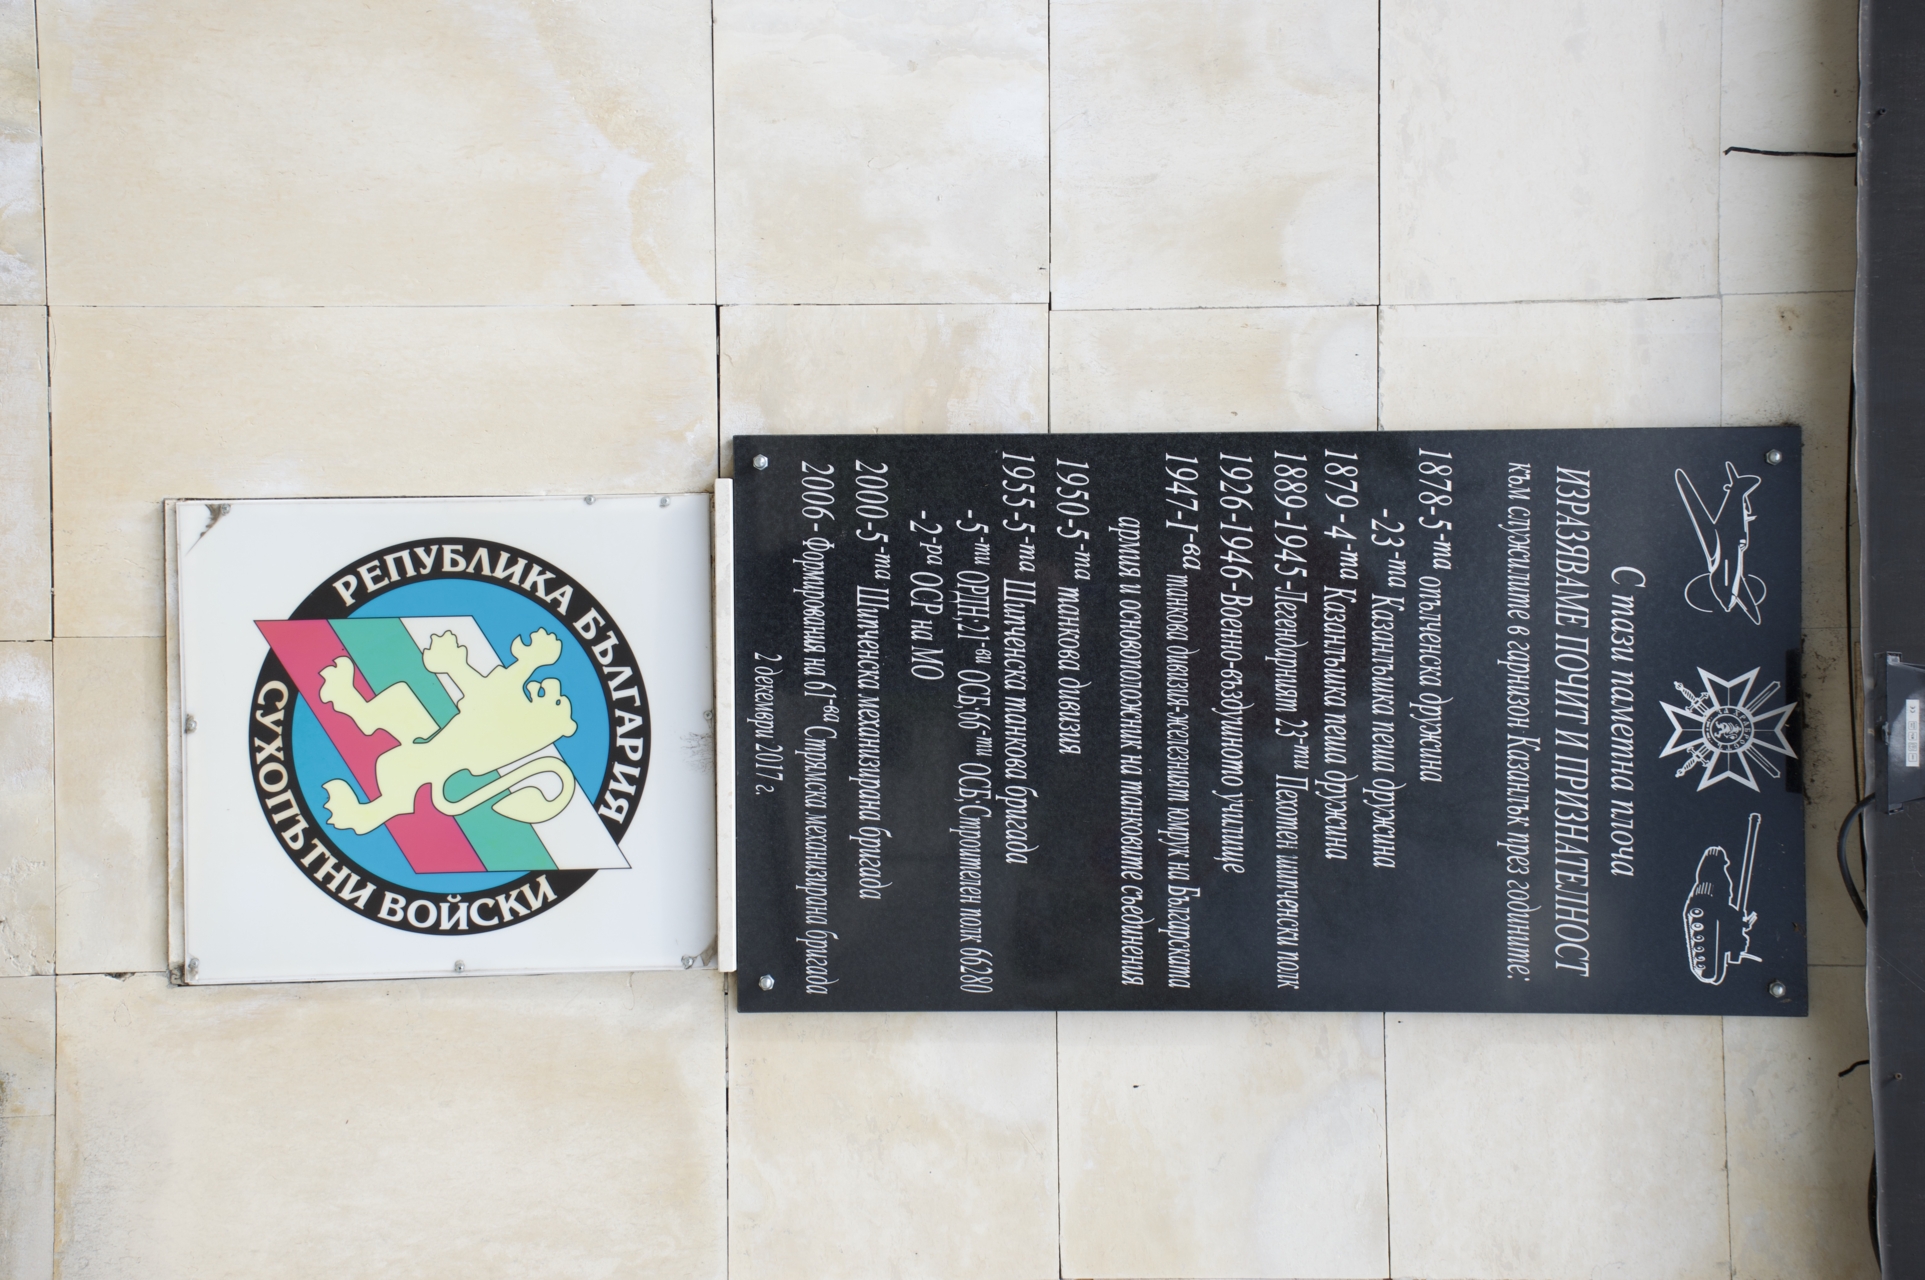 С тази паметна плоча
ИЗРАЗЯВАМЕ ПОЧИТ И ПРИЗНАТЕЛНОСТ
към служилите в гарнизон Казанлък през годините:
1878-5-та опълченска дружина
-23-та Казанлъшка пеша дружина
1879-4-та Казанлъшка пеша дружина
1889-1945-Легендарният 23-ти Пехотен шипченски полк
1926-1946-Военно-въздушното училище
1947-I-ва танкова дивизия-железният юмрук на Българската
армия и основоположник на танковите съединения
1950-5-та танкова дивизия
1955-5-та Шипченска танкова бригада
-5-ти ОРДН;21-ви ОСБ;66-ти ОСБ;Строителен полк 66280
-2-ра ОСР на МО
2000-5-та Шипченски механизирана бригада
2006- Формирования на 61-ва Стрямска механизирана бригада
2 декември 2017 г.
РЕПУБЛИКА БЪЛГАРИЯ
СУХОПЪТНИ ВОЙСКИ